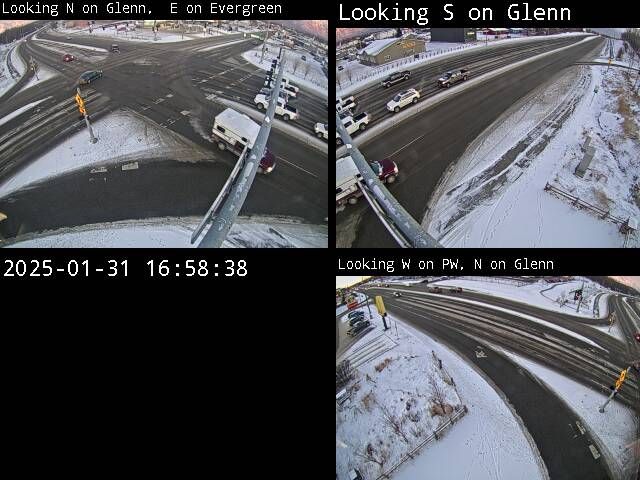 Looking N on Glenn, E on Evergreen
Looking S on Glenn
2025-01-31 16:58:38
Looking W on PW, N on Glenn